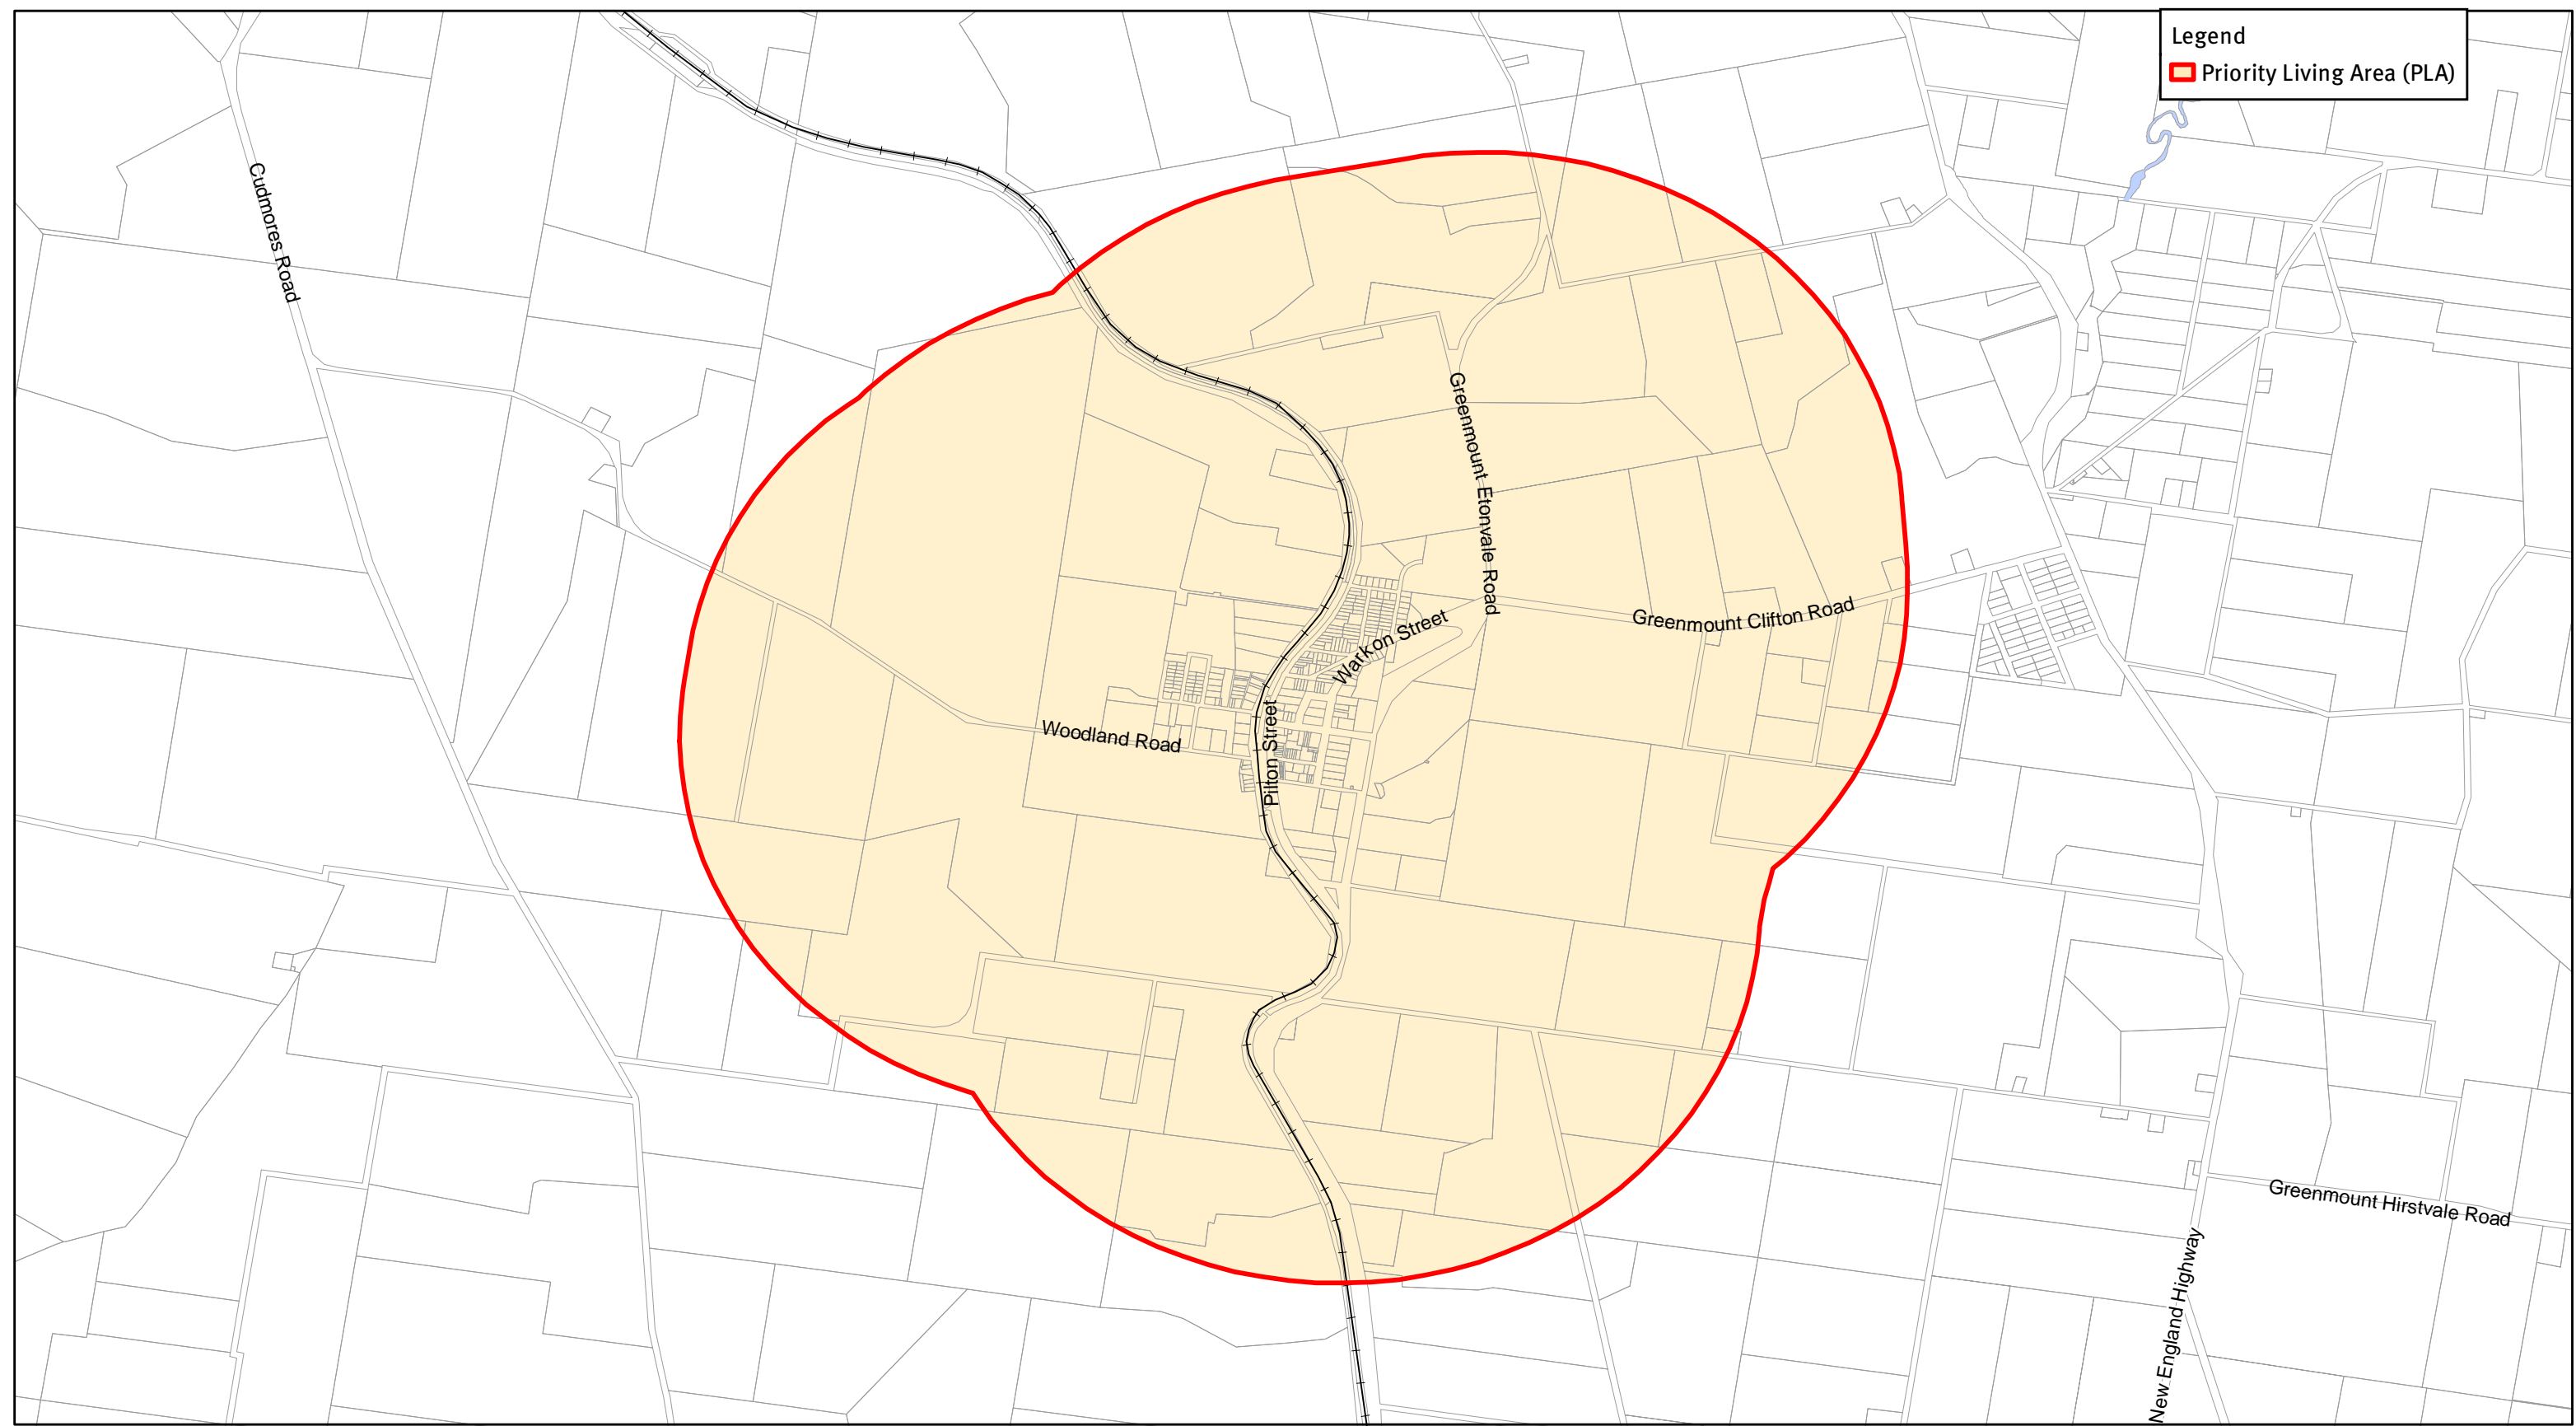 Legend
Priority Living Area (PLA)
Cudmores Road
Greenmount Etonvale Road
Greenmount Clifton Road
Warkon Street
Pilton Street
Woodland Road
Greenmount Hirstvale Road
New England Highway